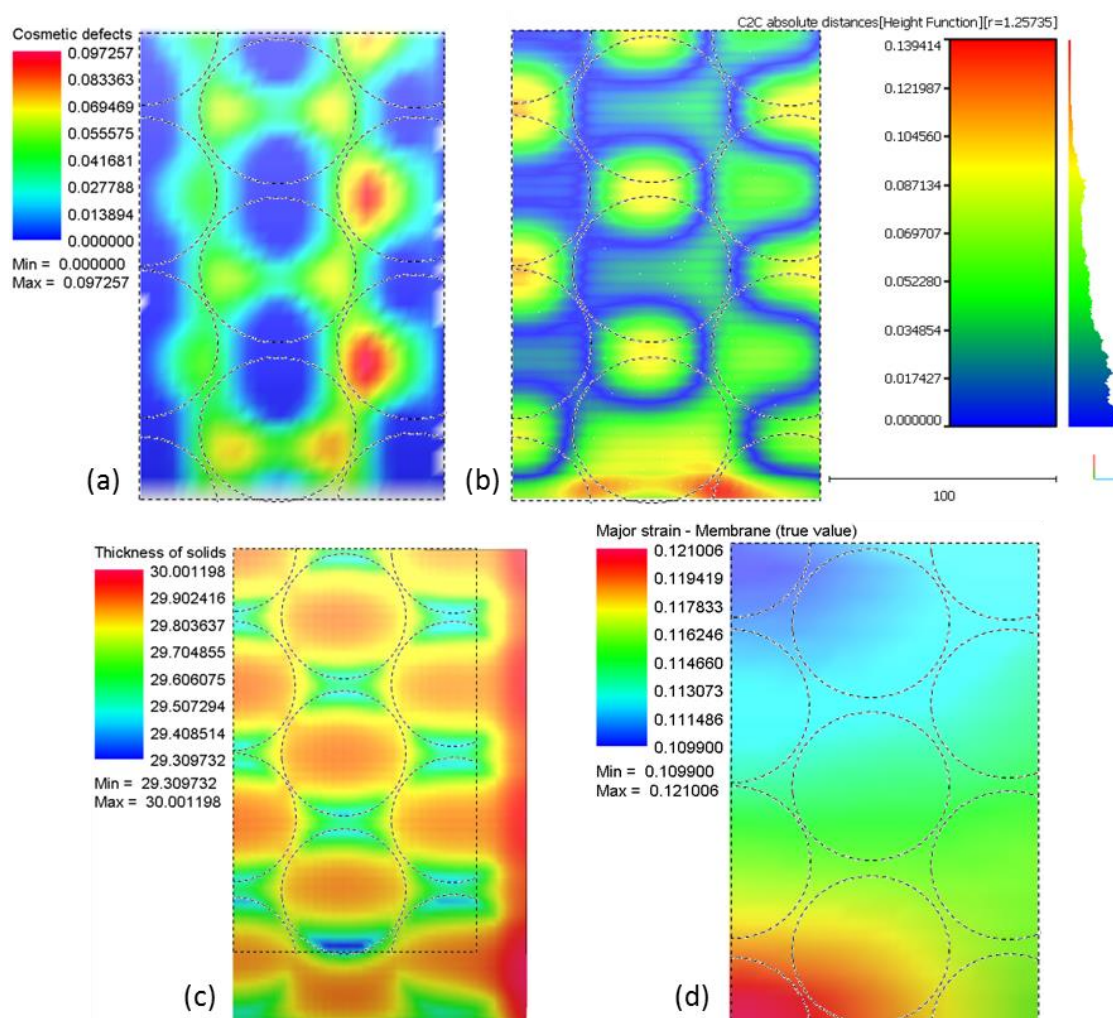 Cosmetic defects
0.097257
0.083363
0.069469
0.055575
0.041681
0.027788
0.013894
0.000000
Min = 0.000000
Max = 0.097257
(a)
C2C absolute distances[Height Function][r=1.25735]
0.139414
0.121987
0.104560
0.087134
0.069707
0.052280
0.034854
0.017427
0.000000
100
(b)
Thickness of solids
30.001198
29.902416
29.803637
29.704855
29.606075
29.507294
29.408514
29.309732
Min = 29.309732
Max = 30.001198
(c)
Major strain - Membrane (true value)
0.121006
0.119419
0.117833
0.116246
0.114660
0.113073
0.111486
0.109900
Min = 0.109900
Max = 0.121006
(d)